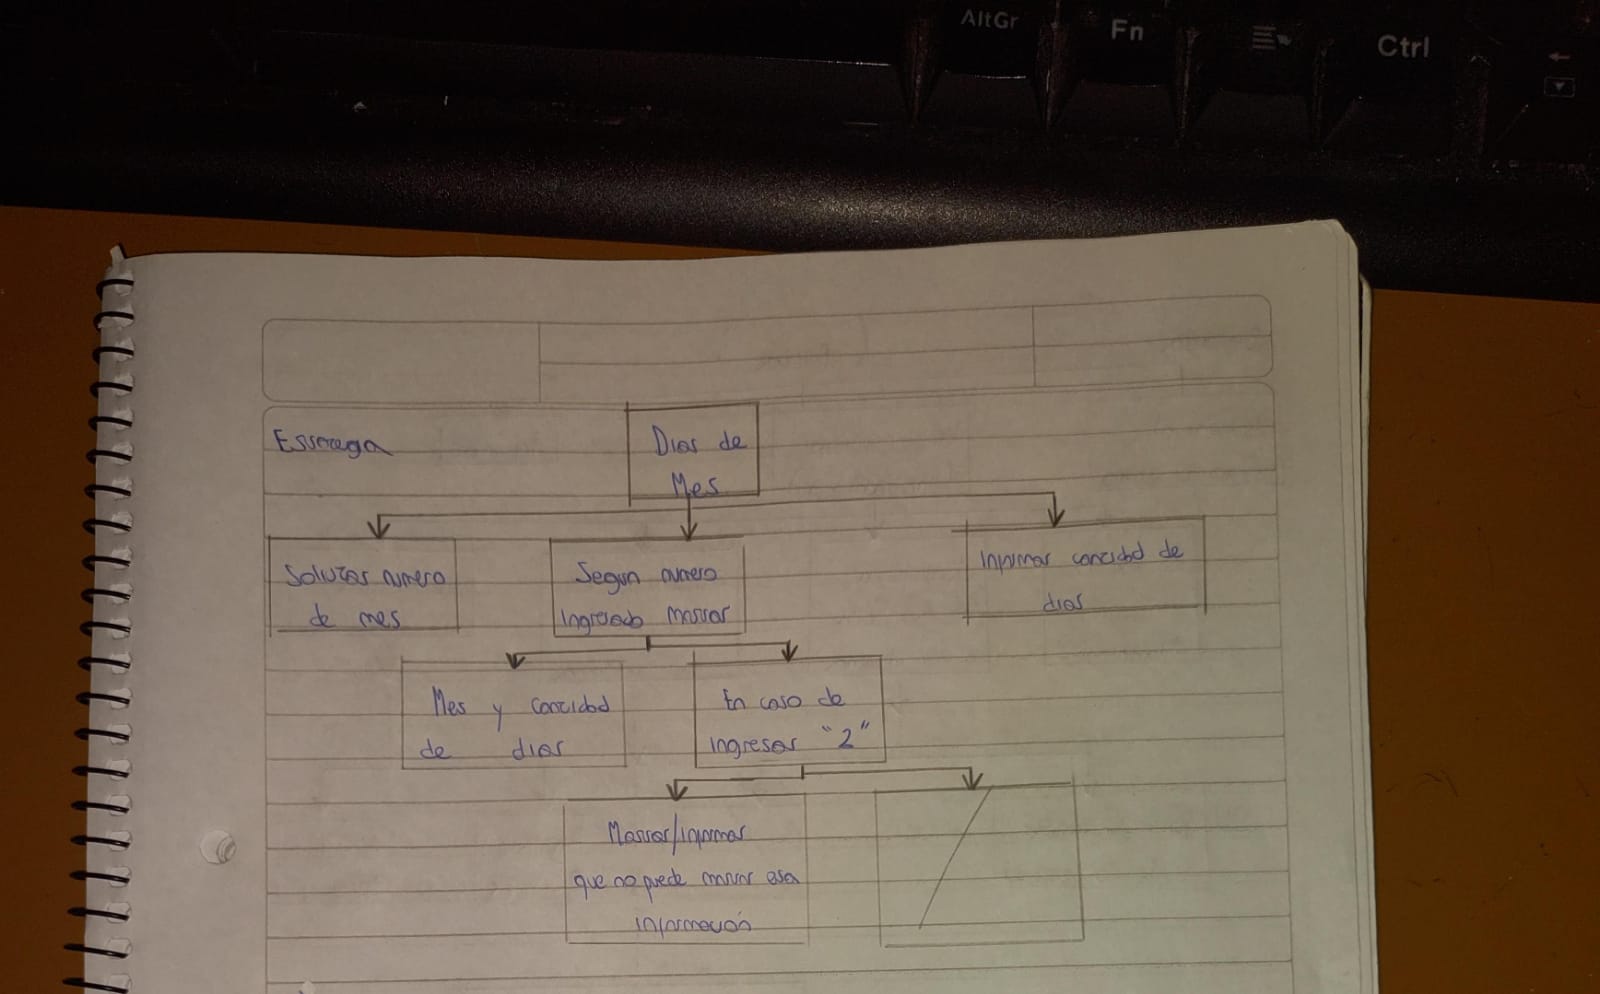 AltGr
Fn
Ctrl
Estrategia
Dias de
Mes
Solicitar numero
de mes
Segun numero
ingresado mostrar
Informar cantidad de
dias
Mes y cantidad
de dias
En caso de
ingresar "2"
Mostrar/informar
que no puede mostrar esa
información